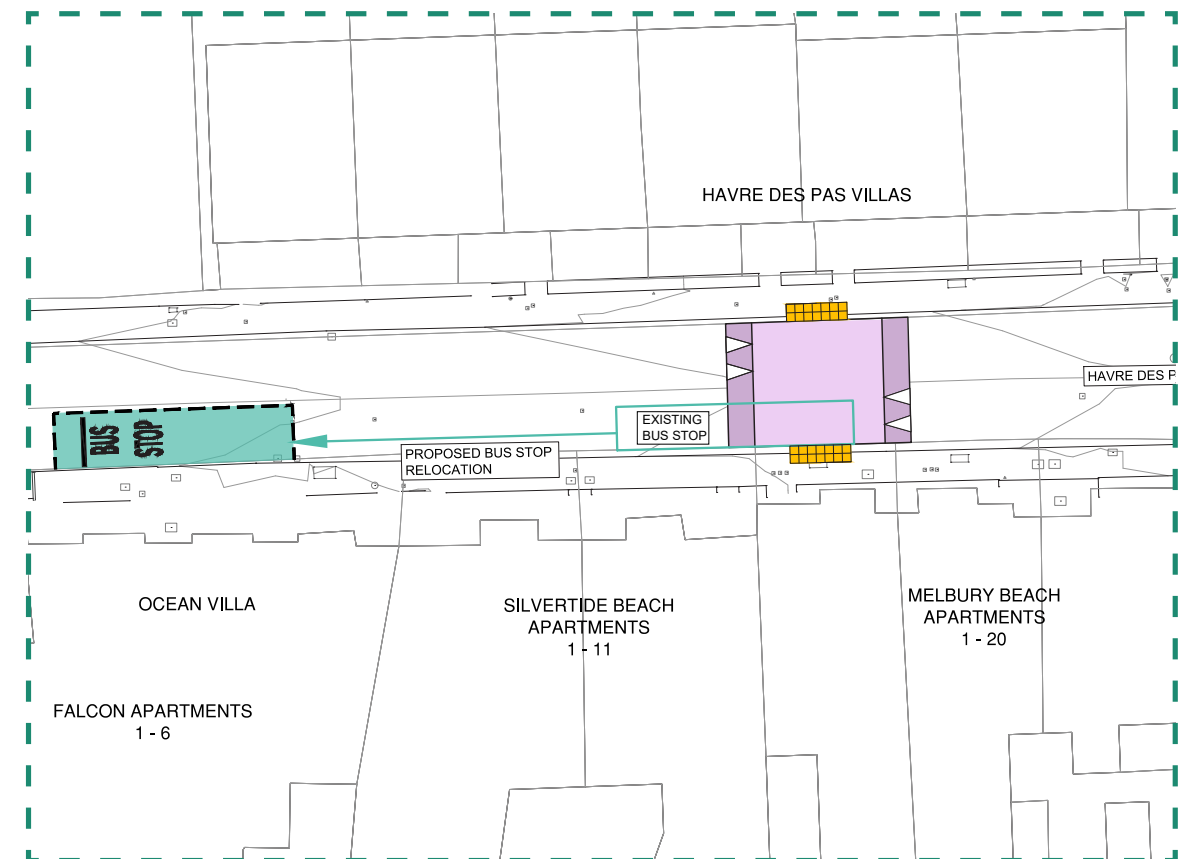 HAVRE DES PAS VILLAS
HAVRE DES P
EXISTING
BUS STOP
BUS
STOP
PROPOSED BUS STOP
RELOCATION
OCEAN VILLA
SILVERTIDE BEACH
APARTMENTS
1 - 11
MELBURY BEACH
APARTMENTS
1 - 20
FALCON APARTMENTS
1 - 6